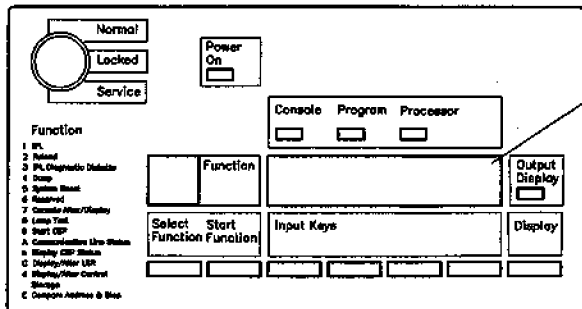 Normal
Locked
Service
Power
On
Console Program Processor
Function
1 IPL
2 Reload
3 IPL Diagnostic Diskette
4 Dump
5 System Reset
6 Reserved
7 Console Alter/Display
8 Lamp Test
9 Start CSP
A Communication Line Status
B Display CSP Status
C Display/Alter LSR
Display/Alter Control
Storage
E Compare Address & Stop
Function
Output
Display
Select Start
Function Function
Input Keys
Display